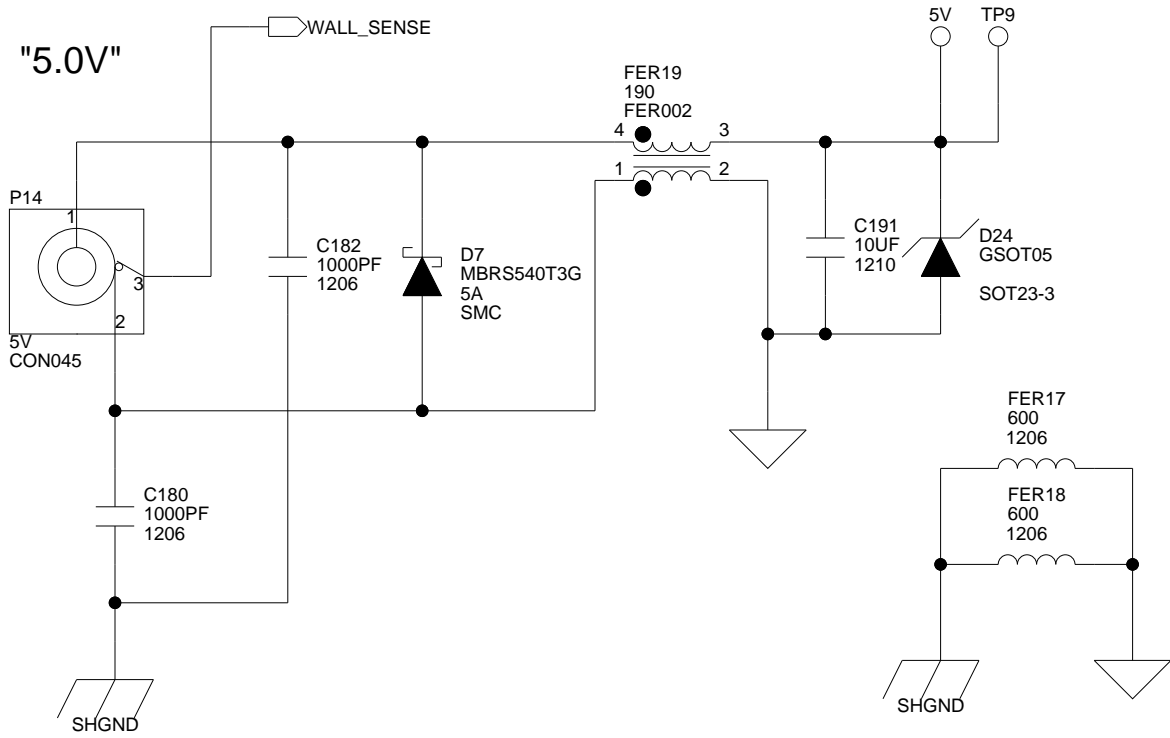 WALL_SENSE
"5.0V"
5V
TP9
FER19
190
FER002
4
3
1
2
P14
1
3
2
5V
CON045
C182
1000PF
1206
D7
MBRS540T3G
5A
SMC
C191
10UF
1210
D24
GSOT05
SOT23-3
C180
1000PF
1206
SHGND
FER17
600
1206
FER18
600
1206
SHGND